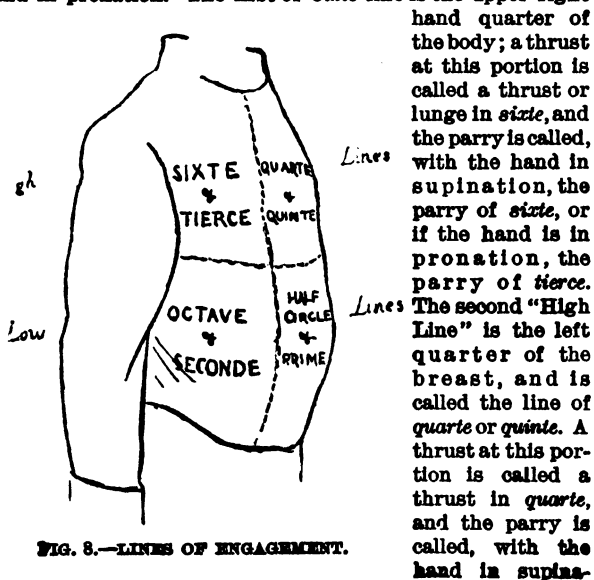 hand quarter of
the body; a thrust
at this portion is
called a thrust or
lunge in sixte, and
the parry is called,
with the hand in
supination, the
parry of sixte, or
if the hand is in
pronation, the
parry of tierce.
The second "High
Line" is the left
quarter of the
breast, and is
called the line of
quarte or quinte. A
thrust at this por-
tion is called a
thrust in quarte,
and the parry is
called, with the
hand in supina-
gh
Lines
SIXTE
&
TIERCE
QUARTE
&
QUINTE
Low
Lines
OCTAVE
&
SECONDE
HALF
CIRCLE
&
PRIME
FIG. 8.—LINES OF ENGAGEMENT.